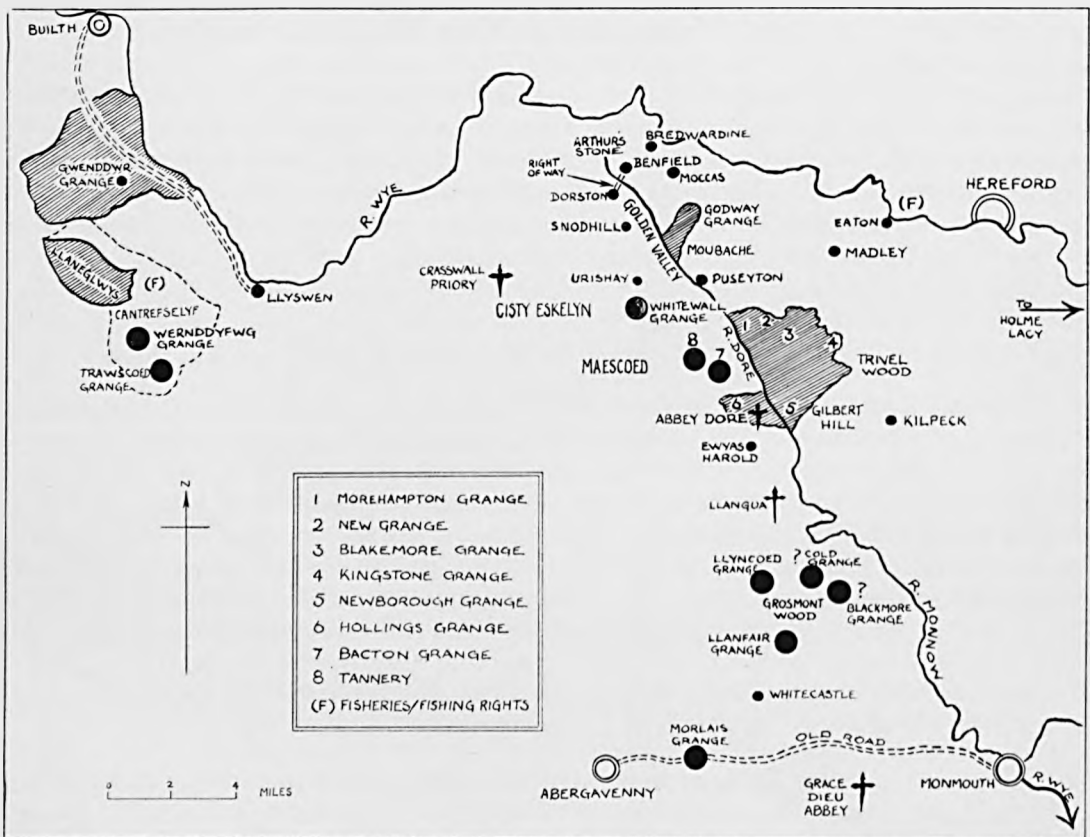 BUILTH
GWENDDWR
GRANGE
LLANEGLWYS
(F)
CANTREFSELYF
WERNDDYFWG
GRANGE
TRAWSCOED
GRANGE
LLYSWEN
R. WYE
ARTHURS
STONE
BREDWARDINE
RIGHT
OF WAY
BENFIELD
MOCCAS
DORSTON
GOLDEN VALLEY
SNODHILL
GODWAY
GRANGE
MOUBACHE
EATON
(F)
HEREFORD
MADLEY
CRASSWALL
PRIORY
URISHAY
PUSEYTON
CISTY ESKELYN
WHITEWALL
GRANGE
TO
HOLME
LACY
1
2
3
4
R. DORE
8
7
MAESCOED
TRIVEL
WOOD
6
5
ABBEY DORE
GILBERT
HILL
KILPECK
EWYAS
HAROLD
LLANGUA
LLYNCOED
GRANGE
? COLD
GRANGE
?
BLACKMORE
GRANGE
GROSMONT
WOOD
R. MONNOW
LLANFAIR
GRANGE
WHITECASTLE
MORLAIS
GRANGE
OLD ROAD
ABERGAVENNY
GRACE
DIEU
ABBEY
MONMOUTH
R. WYE
N
1 MOREHAMPTON GRANGE
2 NEW GRANGE
3 BLAKEMORE GRANGE
4 KINGSTONE GRANGE
5 NEWBOROUGH GRANGE
6 HOLLINGS GRANGE
7 BACTON GRANGE
8 TANNERY
(F) FISHERIES/FISHING RIGHTS
0 2 4 MILES